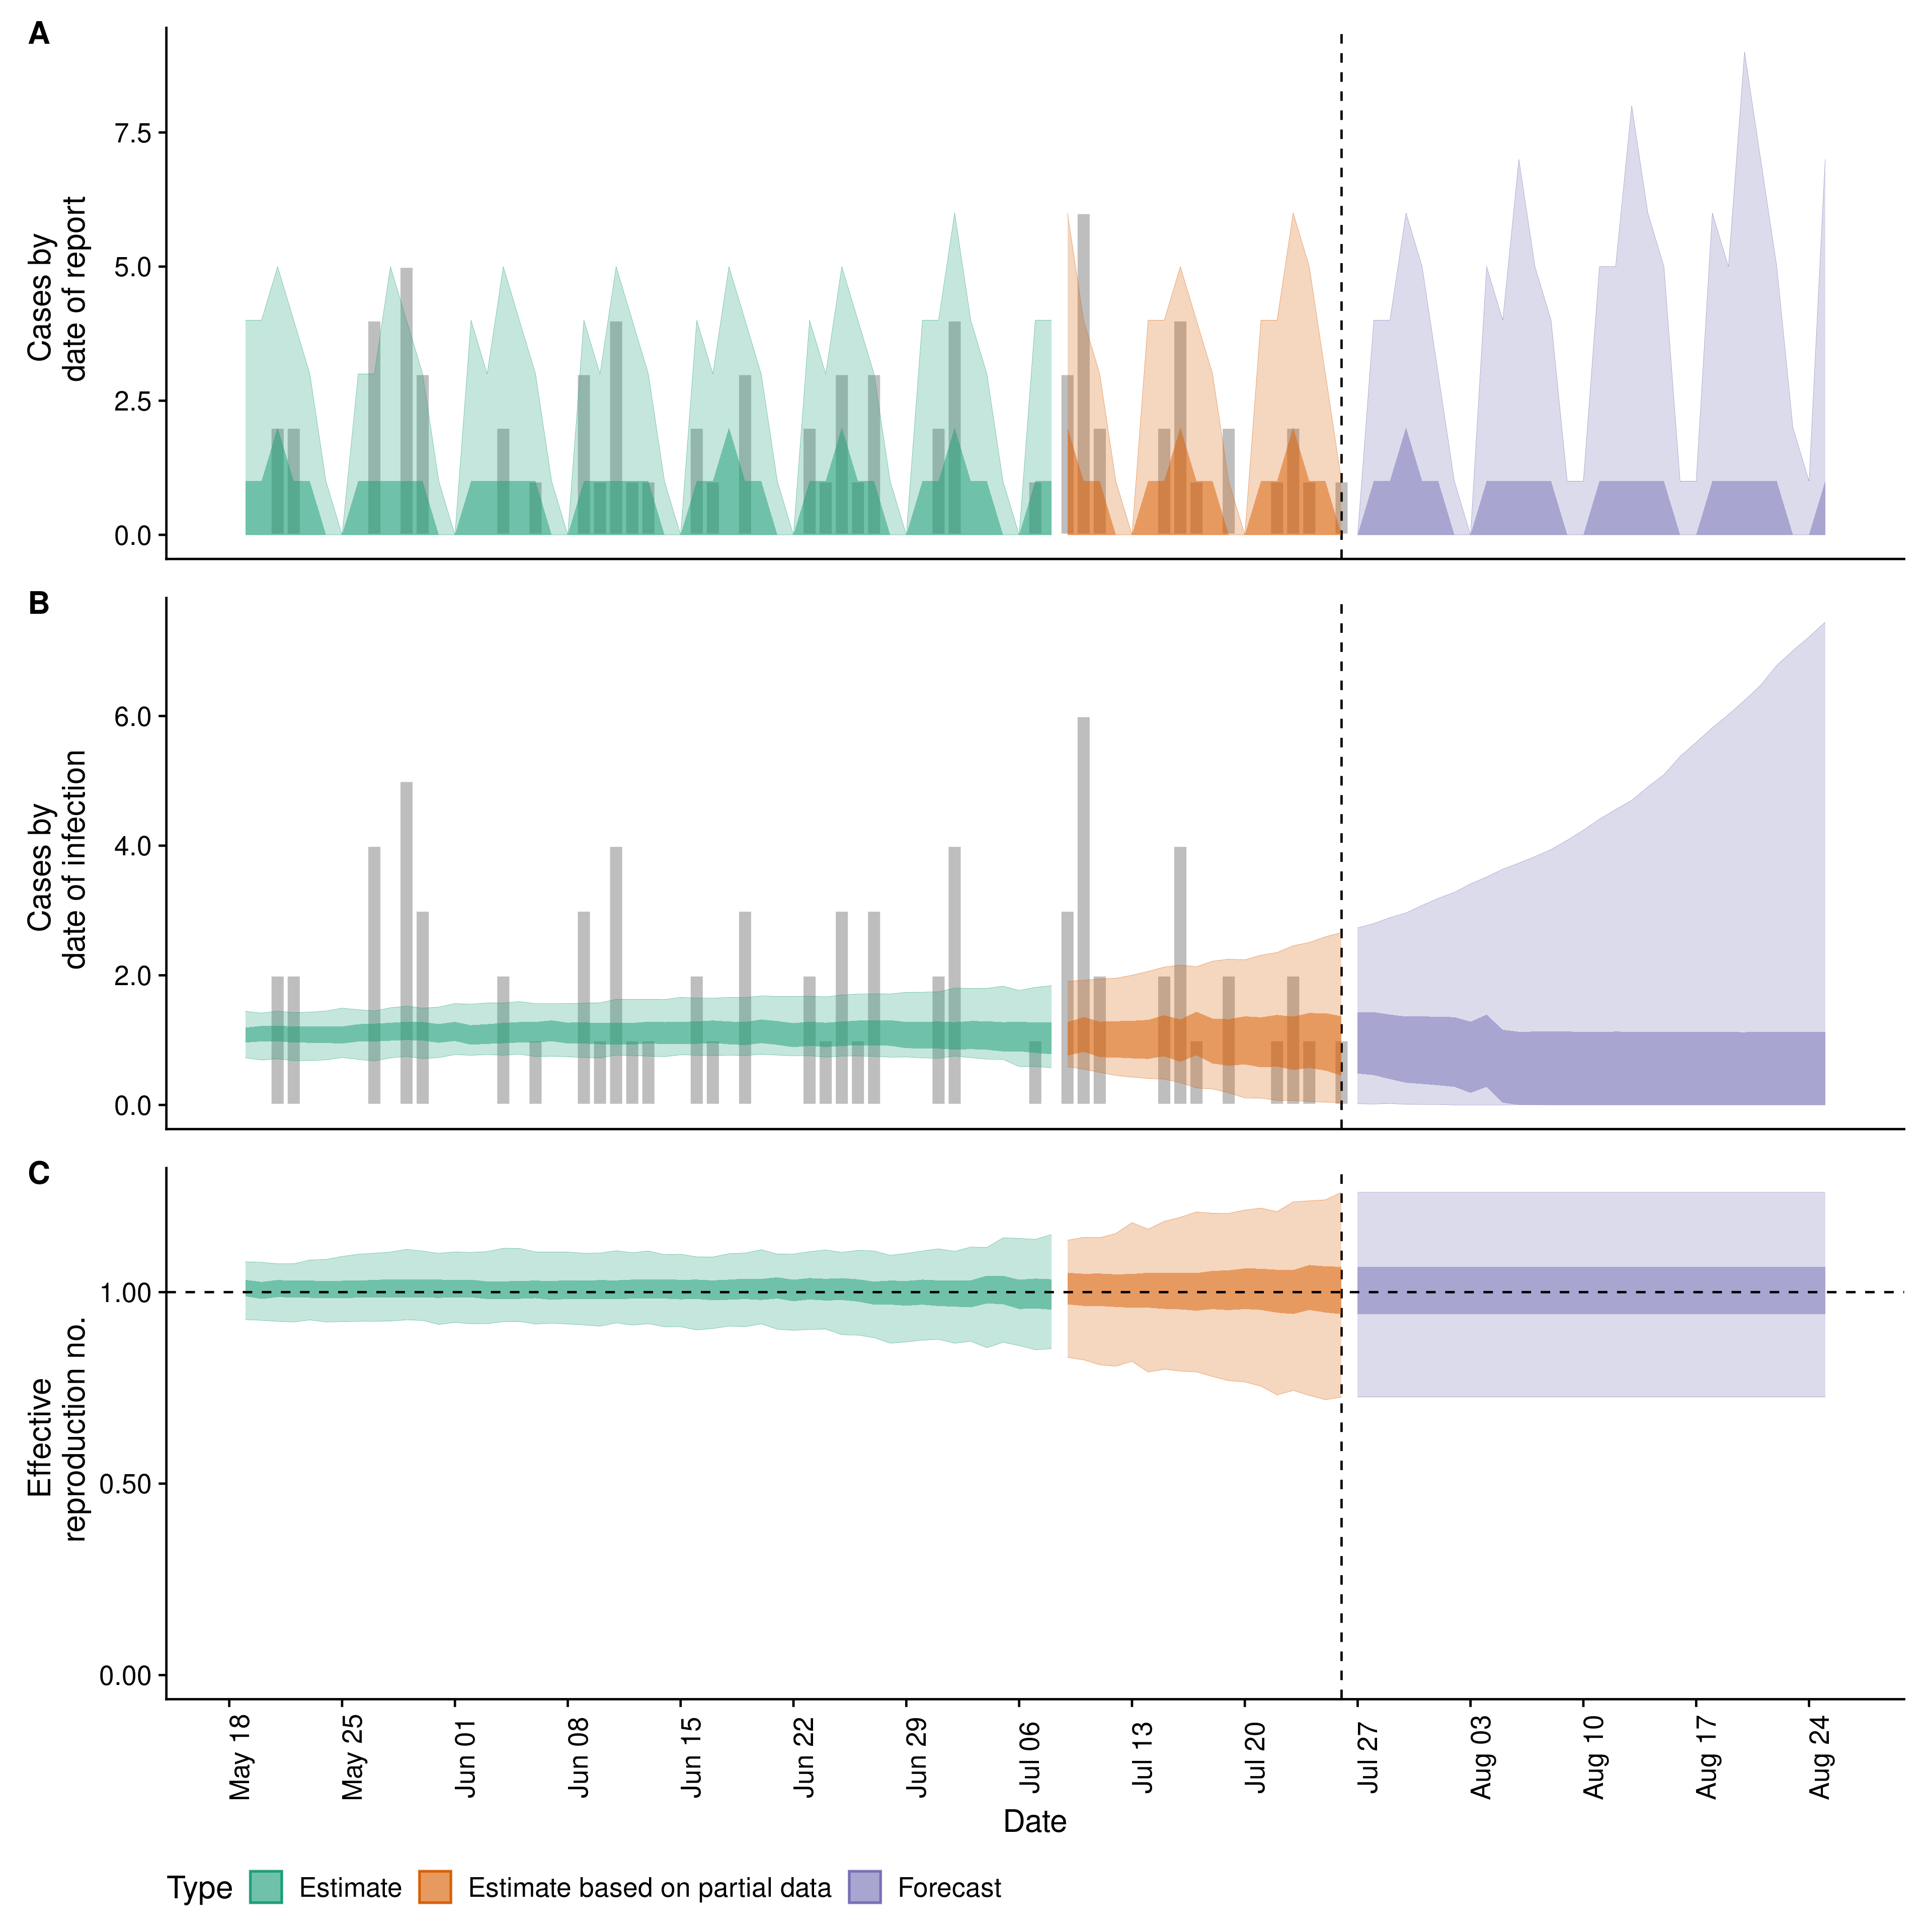 A
Cases by
date of report
7.5
5.0
2.5
0.0
B
Cases by
date of infection
6.0
4.0
2.0
0.0
C
Effective
reproduction no.
1.00
0.50
0.00
May 18
May 25
Jun 01
Jun 08
Jun 15
Jun 22
Jun 29
Jul 06
Jul 13
Jul 20
Jul 27
Aug 03
Aug 10
Aug 17
Aug 24
Date
Type Estimate Estimate based on partial data Forecast